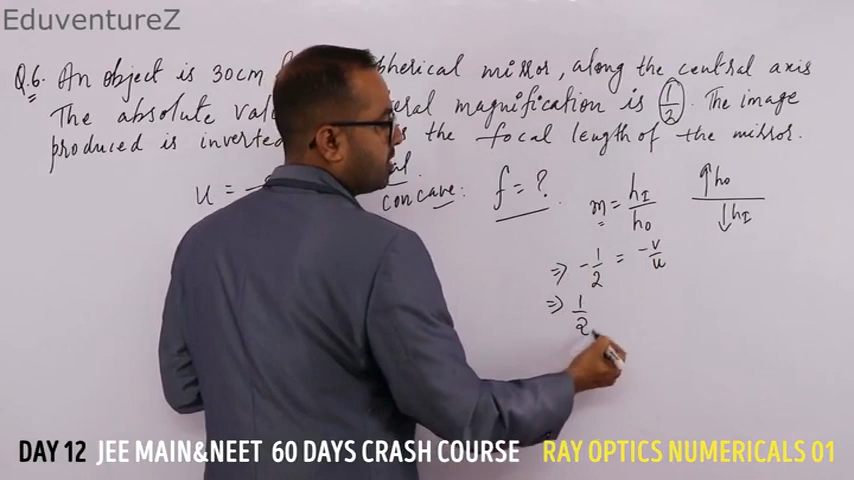 EduventureZ
Q.6. An object is 30cm spherical mirror, along the central axis
The absolute magnification is 1/2. The image
produced is inverted the focal length of the mirror.
u = concave: f = ? m = hI/ho ↑ho
↓hI
⇒ -1/2 = -v/u
⇒ 1/2
DAY 12 JEE MAIN&NEET 60 DAYS CRASH COURSE RAY OPTICS NUMERICALS 01